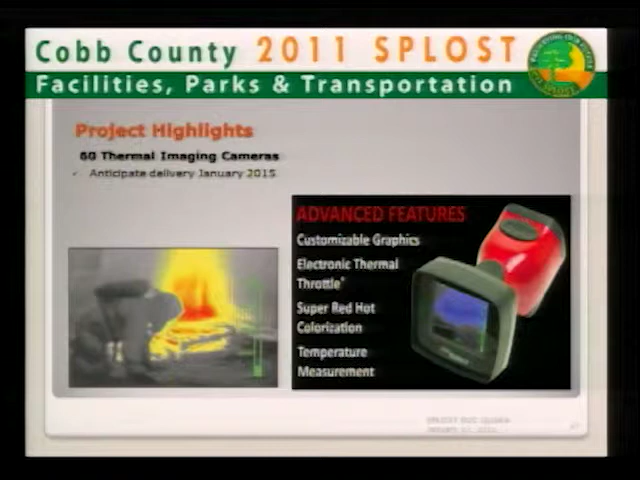 Cobb County 2011 SPLOST
Facilities, Parks & Transportation
Project Highlights
60 Thermal Imaging Cameras
✓ Anticipate delivery January 2015
ADVANCED FEATURES
Customizable Graphics
Electronic Thermal
Throttle*
Super Red Hot
Colorization
Temperature
Measurement